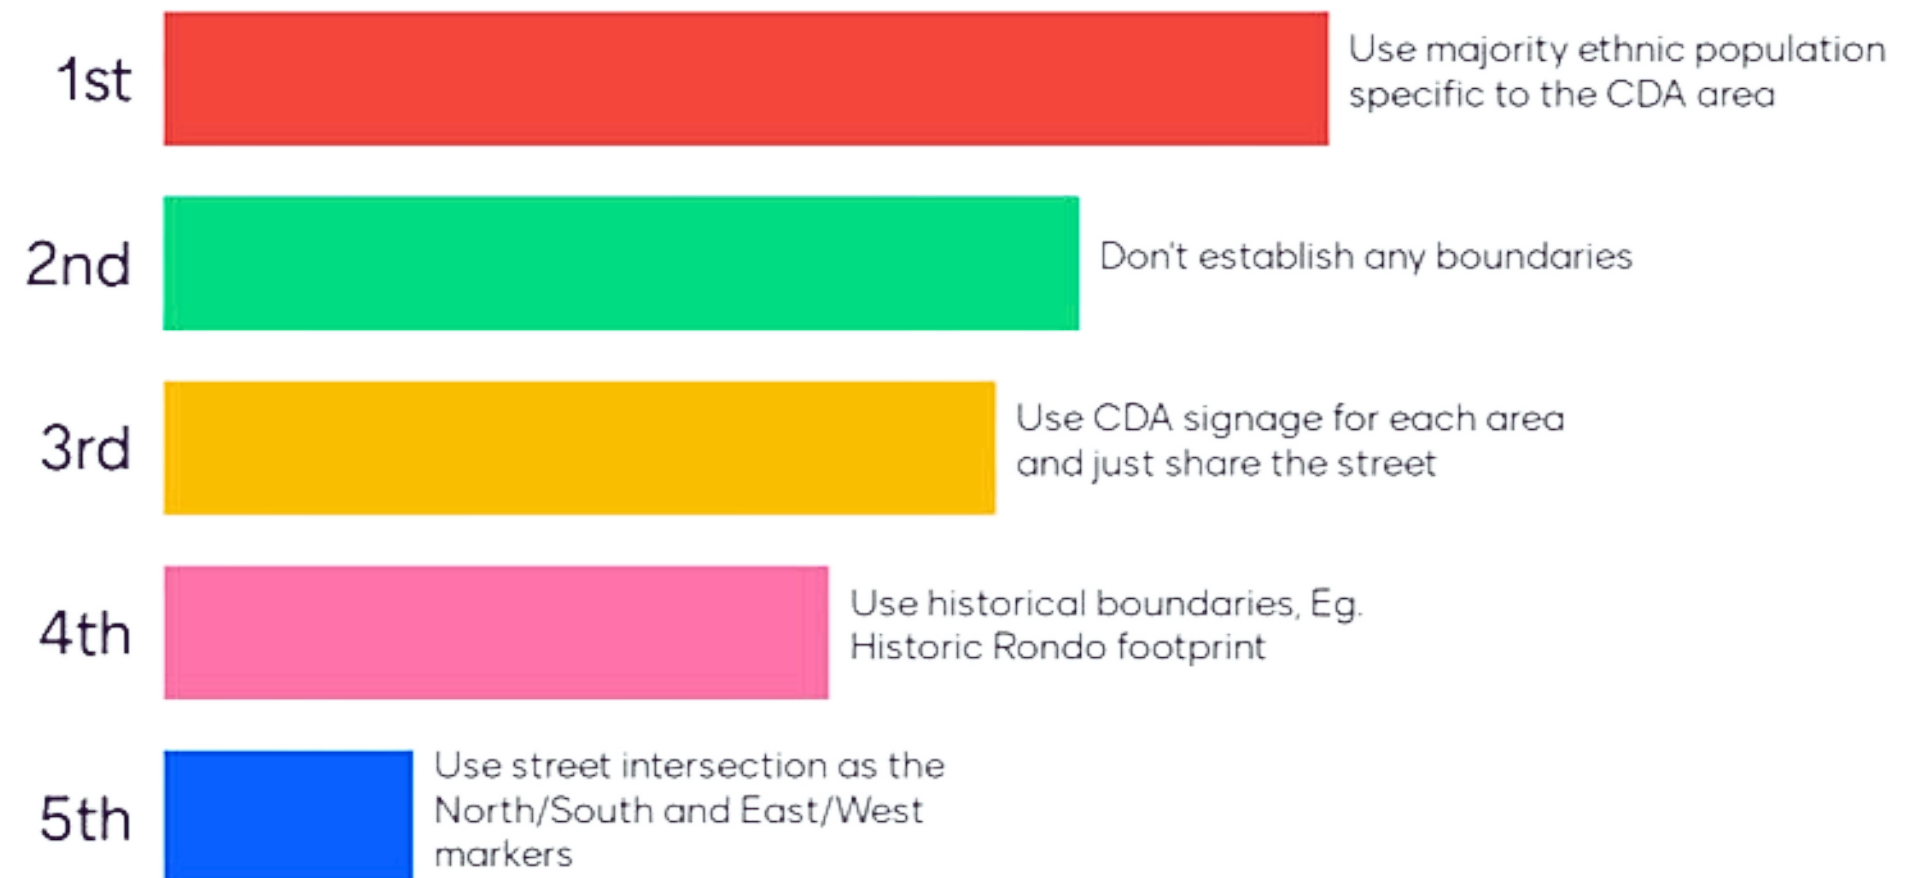 1st
Use majority ethnic population
specific to the CDA area
2nd
Don't establish any boundaries
3rd
Use CDA signage for each area
and just share the street
4th
Use historical boundaries, Eg.
Historic Rondo footprint
5th
Use street intersection as the
North/South and East/West
markers